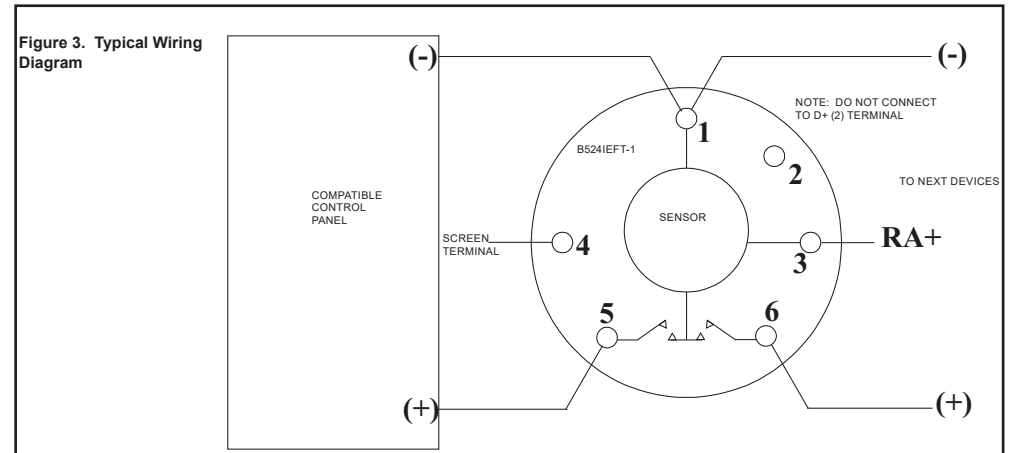 Figure 3. Typical Wiring
Diagram
(-)
(-)
NOTE: DO NOT CONNECT
TO D+ (2) TERMINAL
1
B524IEFT-1
2
TO NEXT DEVICES
COMPATIBLE
CONTROL
PANEL
SENSOR
SCREEN
TERMINAL
4
3
RA+
5
6
(+)
(+)